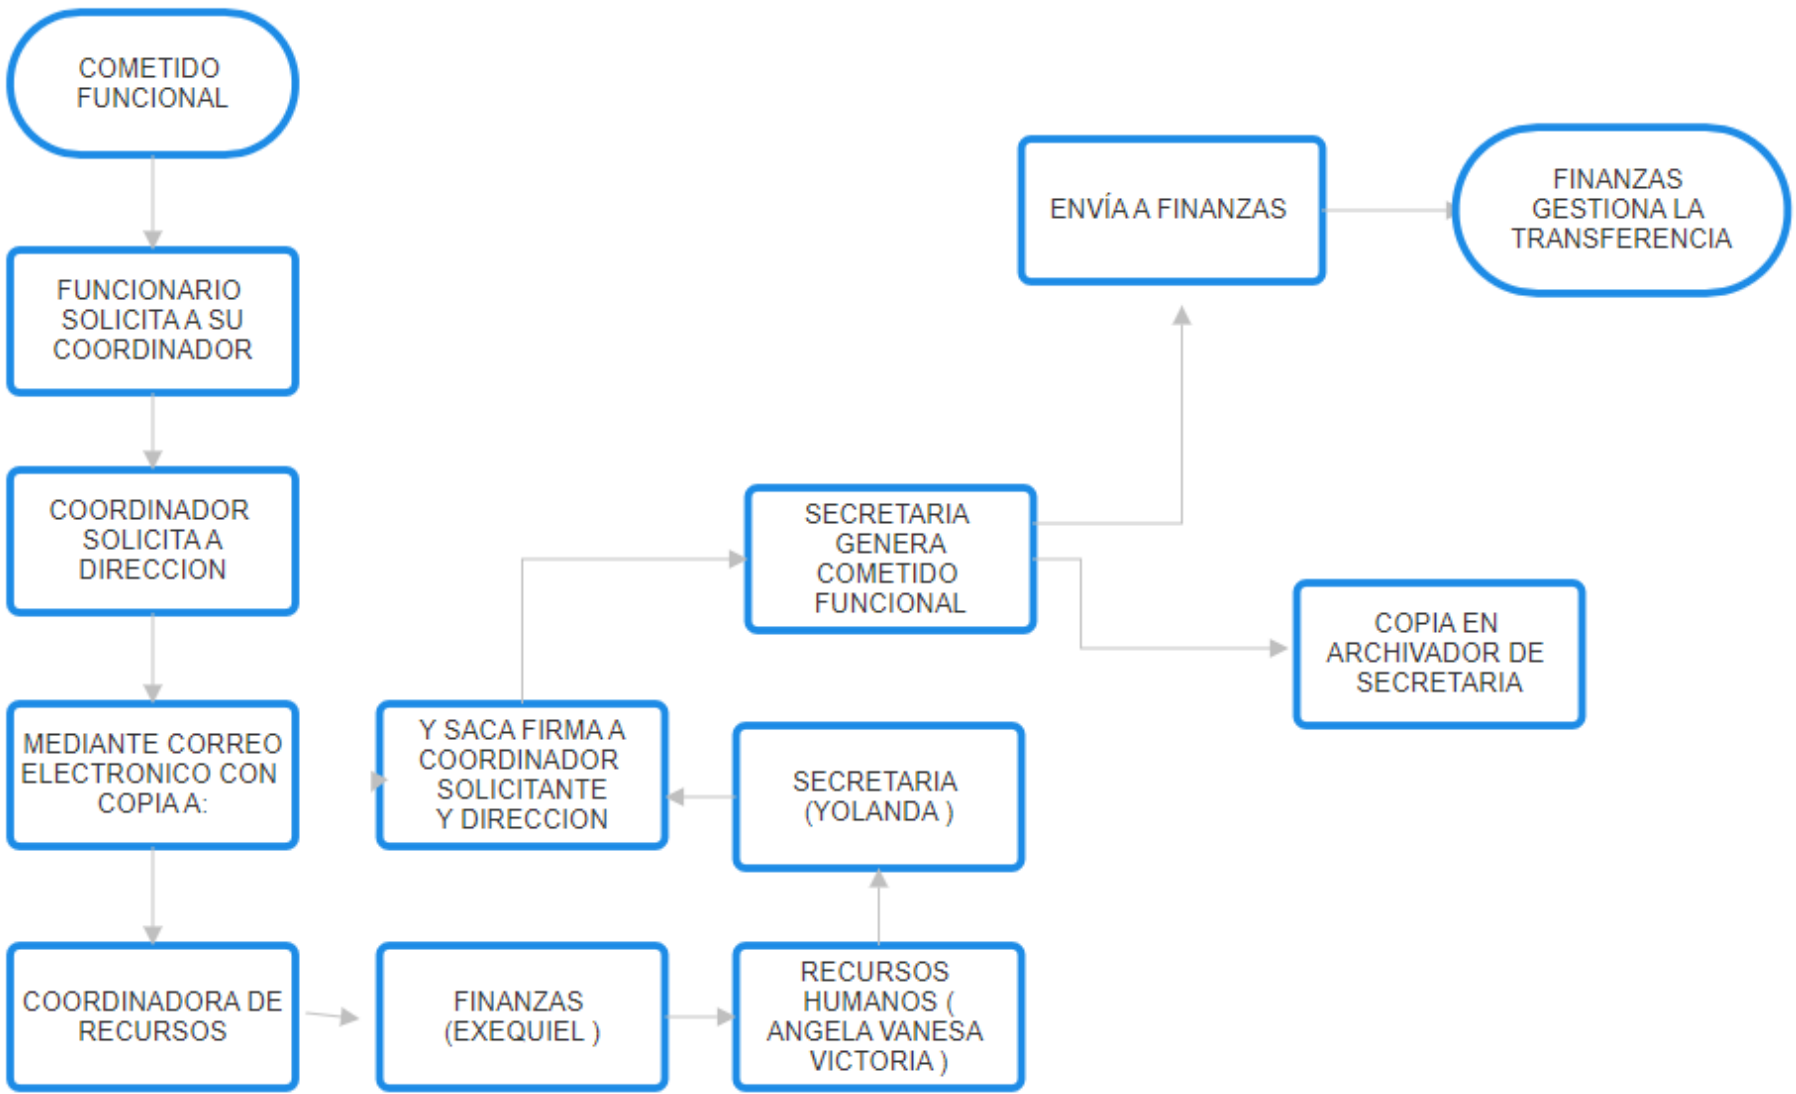 COMETIDO
FUNCIONAL
FUNCIONARIO
SOLICITA A SU
COORDINADOR
COORDINADOR
SOLICITA A
DIRECCION
MEDIANTE CORREO
ELECTRONICO CON
COPIA A:
COORDINADORA DE
RECURSOS
FINANZAS
(EXEQUIEL )
RECURSOS
HUMANOS (
ANGELA VANESA
VICTORIA )
SECRETARIA
(YOLANDA )
Y SACA FIRMA A
COORDINADOR
SOLICITANTE
Y DIRECCION
SECRETARIA
GENERA
COMETIDO
FUNCIONAL
ENVÍA A FINANZAS
FINANZAS
GESTIONA LA
TRANSFERENCIA
COPIA EN
ARCHIVADOR DE
SECRETARIA